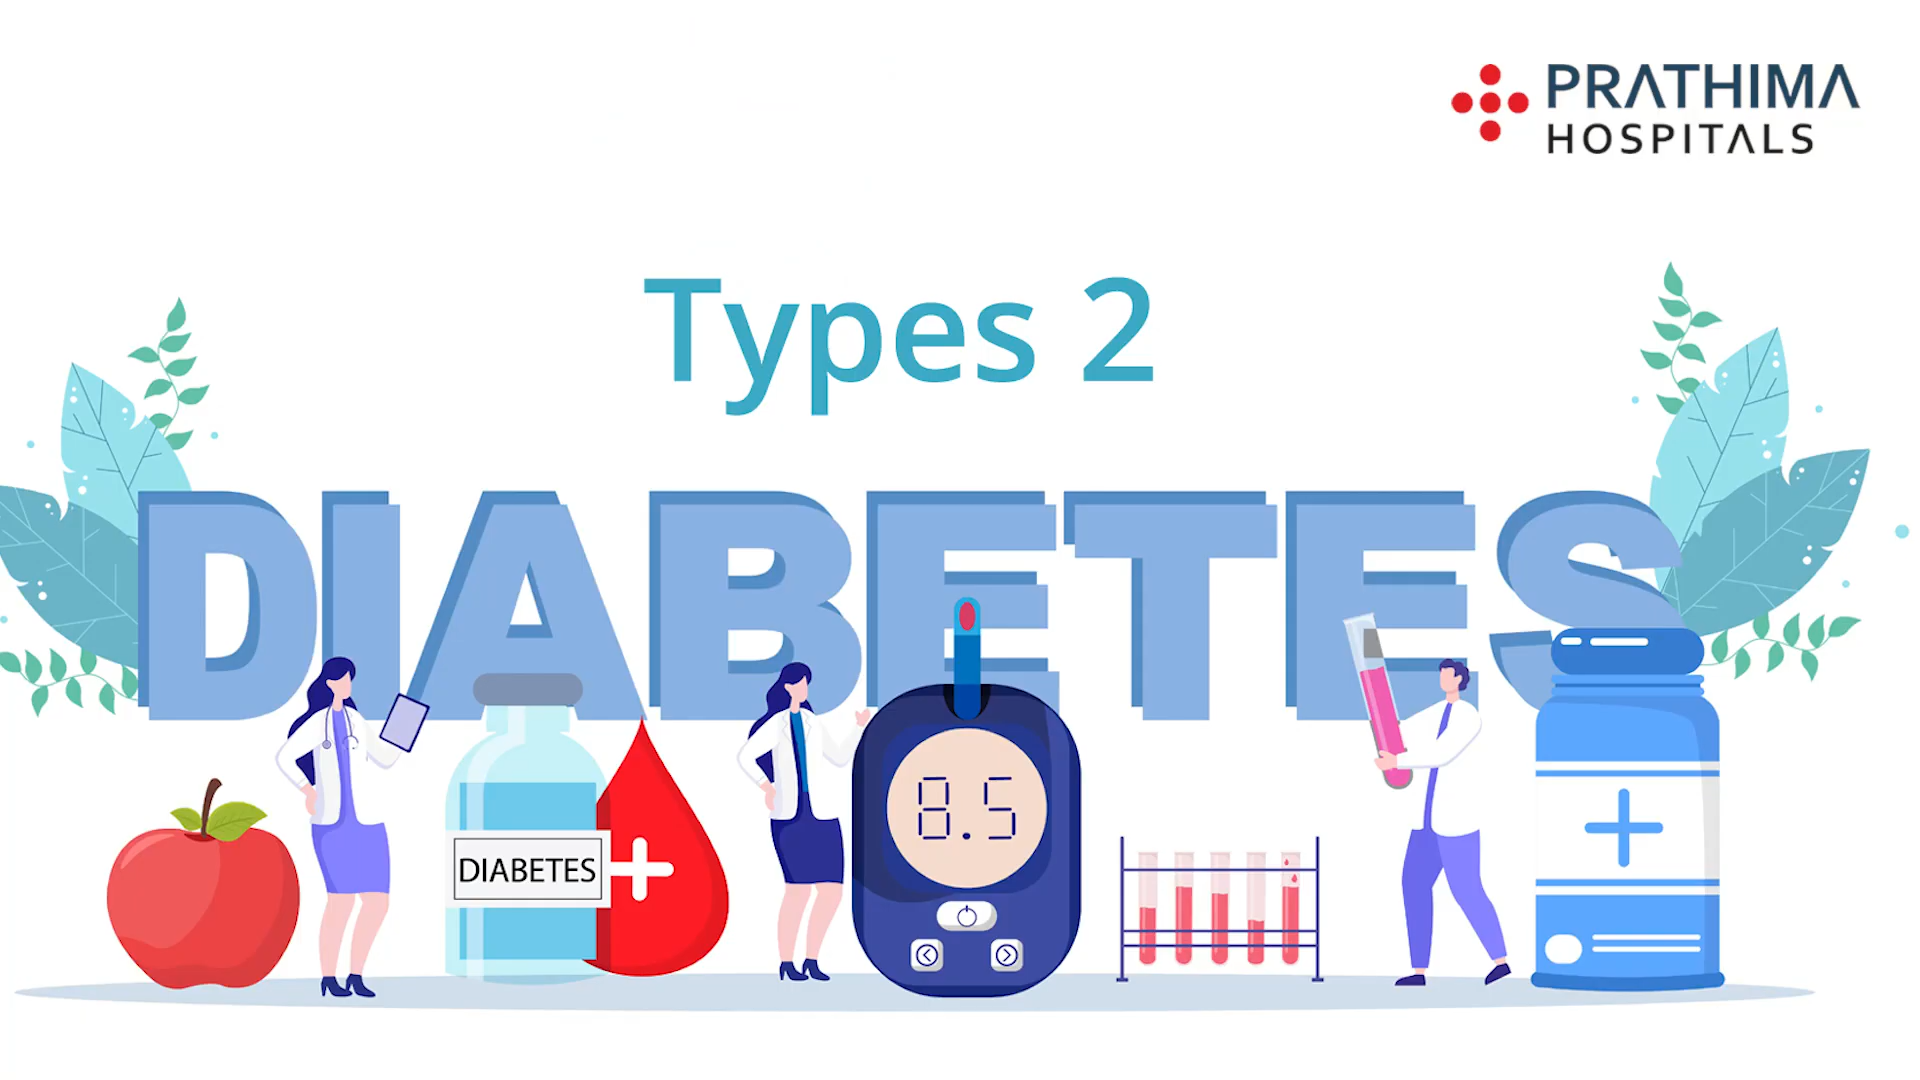 PRATHIMA
HOSPITALS
Types 2
DIABETES
8.5
DIABETES